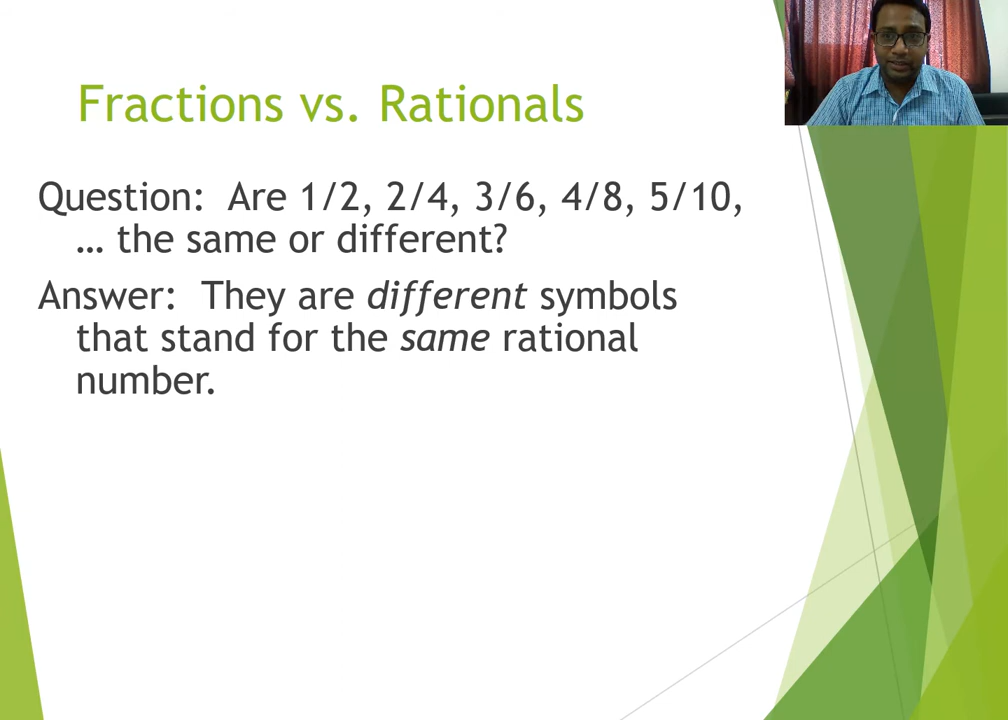 Fractions vs. Rationals
Question: Are 1/2, 2/4, 3/6, 4/8, 5/10,
… the same or different?
Answer: They are different symbols
that stand for the same rational
number.